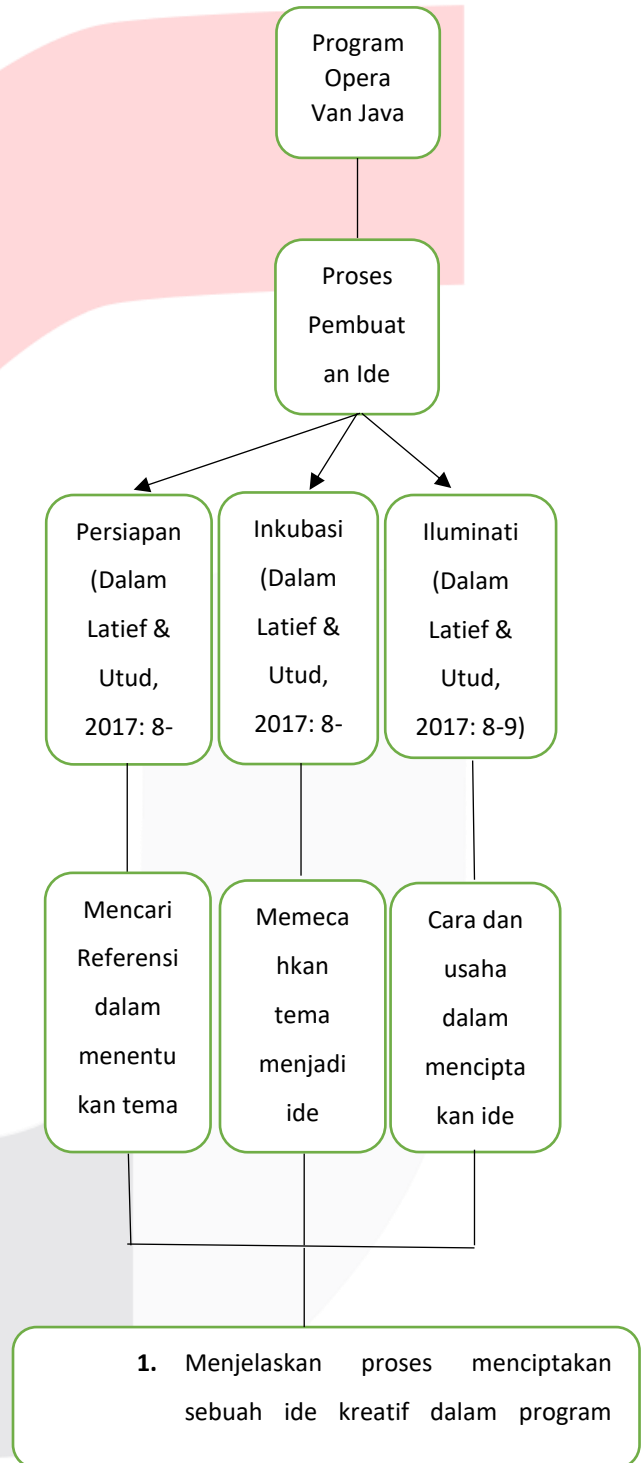 Program
Opera
Van Java
Proses
Pembuat
an Ide
Persiapan
(Dalam
Latief &
Utud,
2017: 8-
Inkubasi
(Dalam
Latief &
Utud,
2017: 8-
Iluminati
(Dalam
Latief &
Utud,
2017: 8-9)
Mencari
Referensi
dalam
menentu
kan tema
Memeca
hkan
tema
menjadi
ide
Cara dan
usaha
dalam
mencipta
kan ide
1. Menjelaskan proses menciptakan
sebuah ide kreatif dalam program